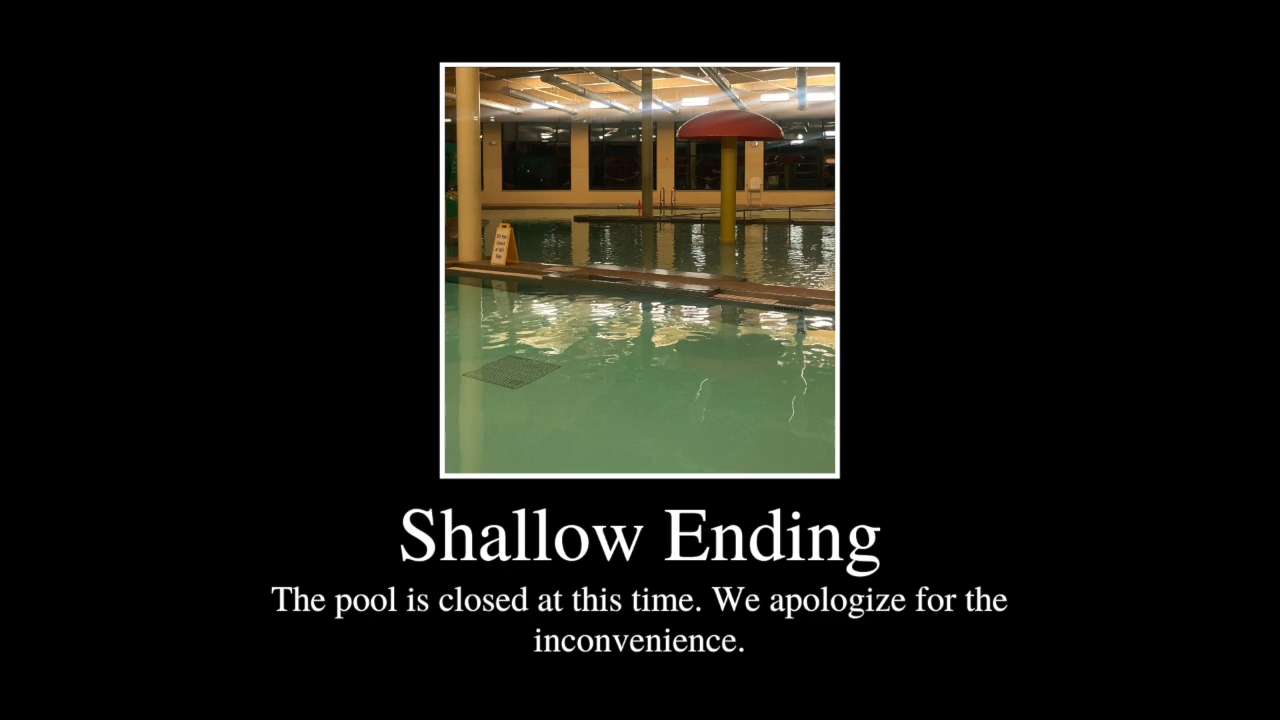 Shallow Ending
The pool is closed at this time. We apologize for the
inconvenience.